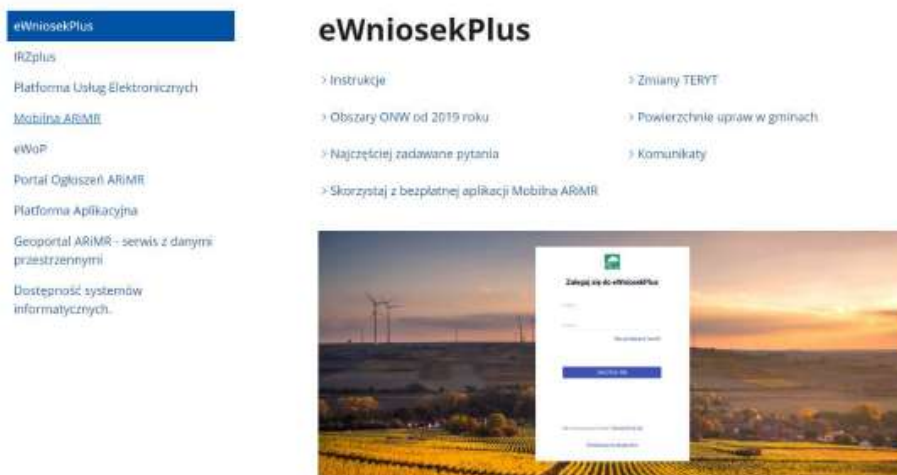 eWniosekPlus
IRZplus
Platforma Usług Elektronicznych
Mobilna ARiMR
eWoP
Portal Ogłoszeń ARiMR
Platforma Aplikacyjna
Geoportal ARiMR - serwis z danymi
przestrzennymi
Dostępność systemów
informatycznych.
eWniosekPlus
> Instrukcje
> Zmiany TERYT
> Obszary ONW od 2019 roku
> Powierzchnie upraw w gminach
> Najczęściej zadawane pytania
> Komunikaty
> Skorzystaj z bezpłatnej aplikacji Mobilna ARiMR
Zaloguj się do eWniosekPlus